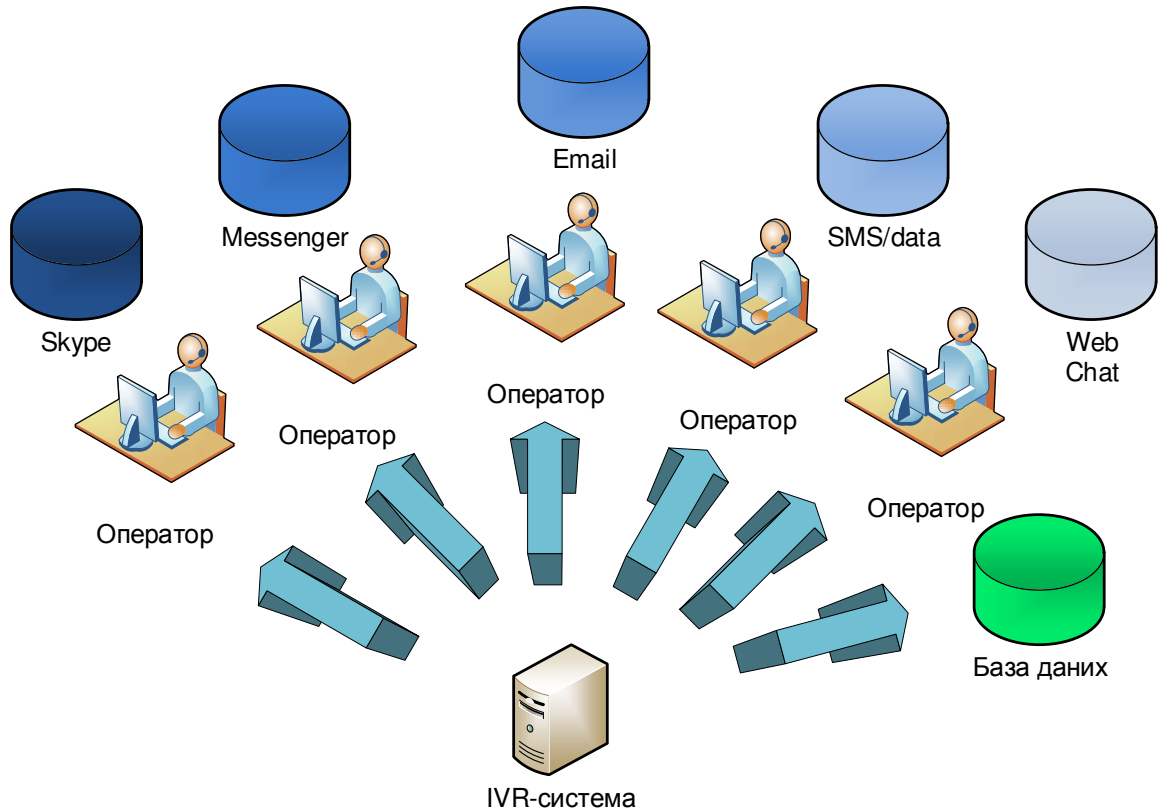 Email
Messenger
SMS/data
Skype
Web
Chat
Оператор
Оператор
Оператор
Оператор
Оператор
База даних
IVR-система